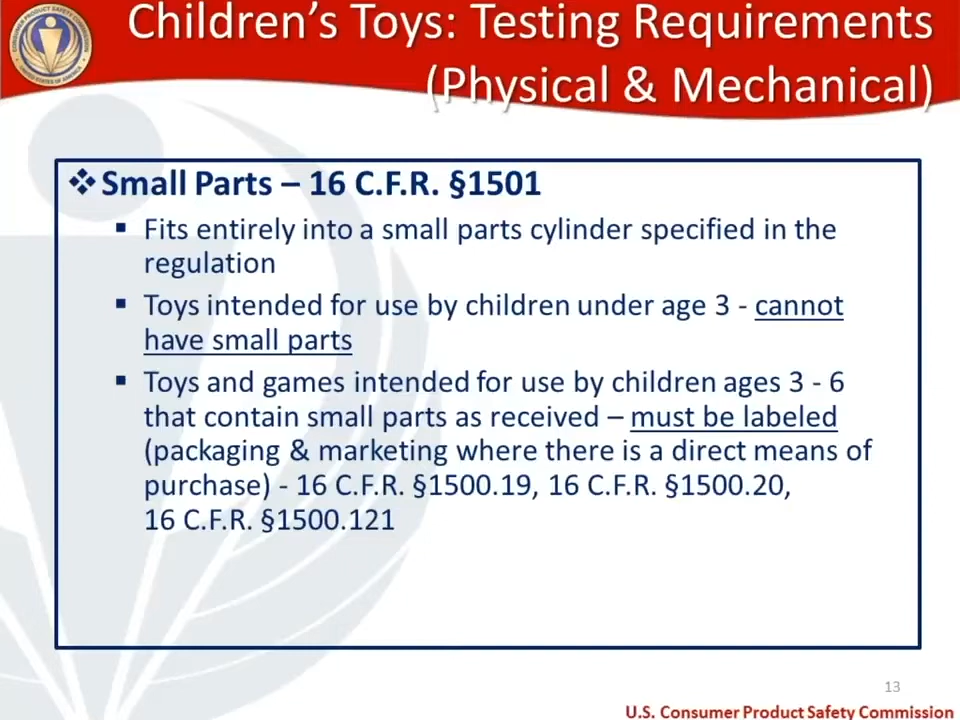 Children's Toys: Testing Requirements
(Physical & Mechanical)
❖Small Parts – 16 C.F.R. §1501
▪ Fits entirely into a small parts cylinder specified in the
regulation
▪ Toys intended for use by children under age 3 - cannot
have small parts
▪ Toys and games intended for use by children ages 3 - 6
that contain small parts as received – must be labeled
(packaging & marketing where there is a direct means of
purchase) - 16 C.F.R. §1500.19, 16 C.F.R. §1500.20,
16 C.F.R. §1500.121
13
U.S. Consumer Product Safety Commission